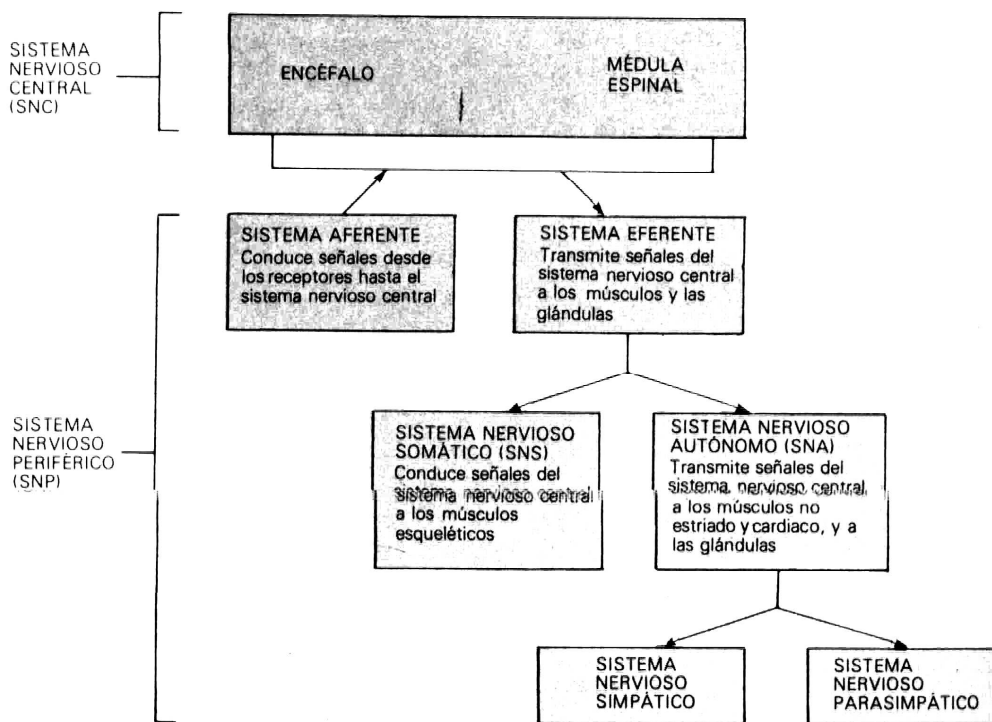 SISTEMA
NERVIOSO
CENTRAL
(SNC)
ENCÉFALO
MÉDULA
ESPINAL
SISTEMA AFERENTE
Conduce señales desde
los receptores hasta el
sistema nervioso central
SISTEMA EFERENTE
Transmite señales del
sistema nervioso central
a los músculos y las
glándulas
SISTEMA
NERVIOSO
PERIFÉRICO
(SNP)
SISTEMA NERVIOSO
SOMÁTICO (SNS)
Conduce señales del
sistema nervioso central
a los músculos
esqueléticos
SISTEMA NERVIOSO
AUTÓNOMO (SNA)
Transmite señales del
sistema nervioso central
a los músculos no
estriado y cardiaco, y a
las glándulas
SISTEMA
NERVIOSO
SIMPÁTICO
SISTEMA
NERVIOSO
PARASIMPÁTICO